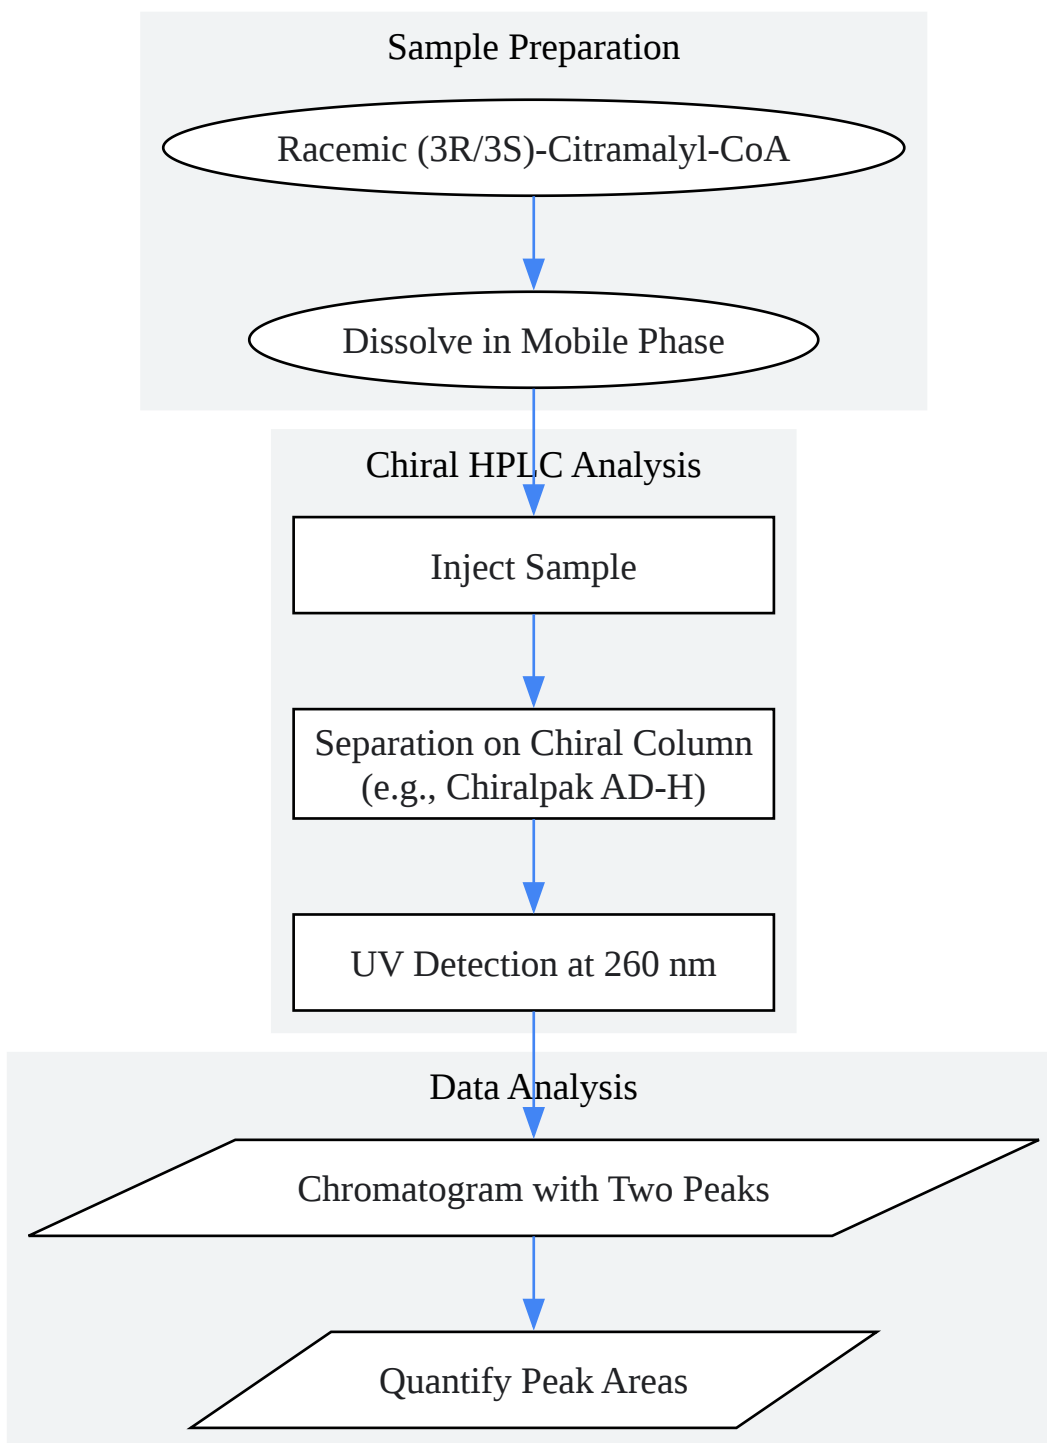 Sample Preparation
Racemic (3R/3S)-Citramalyl-CoA
Dissolve in Mobile Phase
Chiral HPLC Analysis
Inject Sample
Separation on Chiral Column
(e.g., Chiralpak AD-H)
UV Detection at 260 nm
Data Analysis
Chromatogram with Two Peaks
Quantify Peak Areas